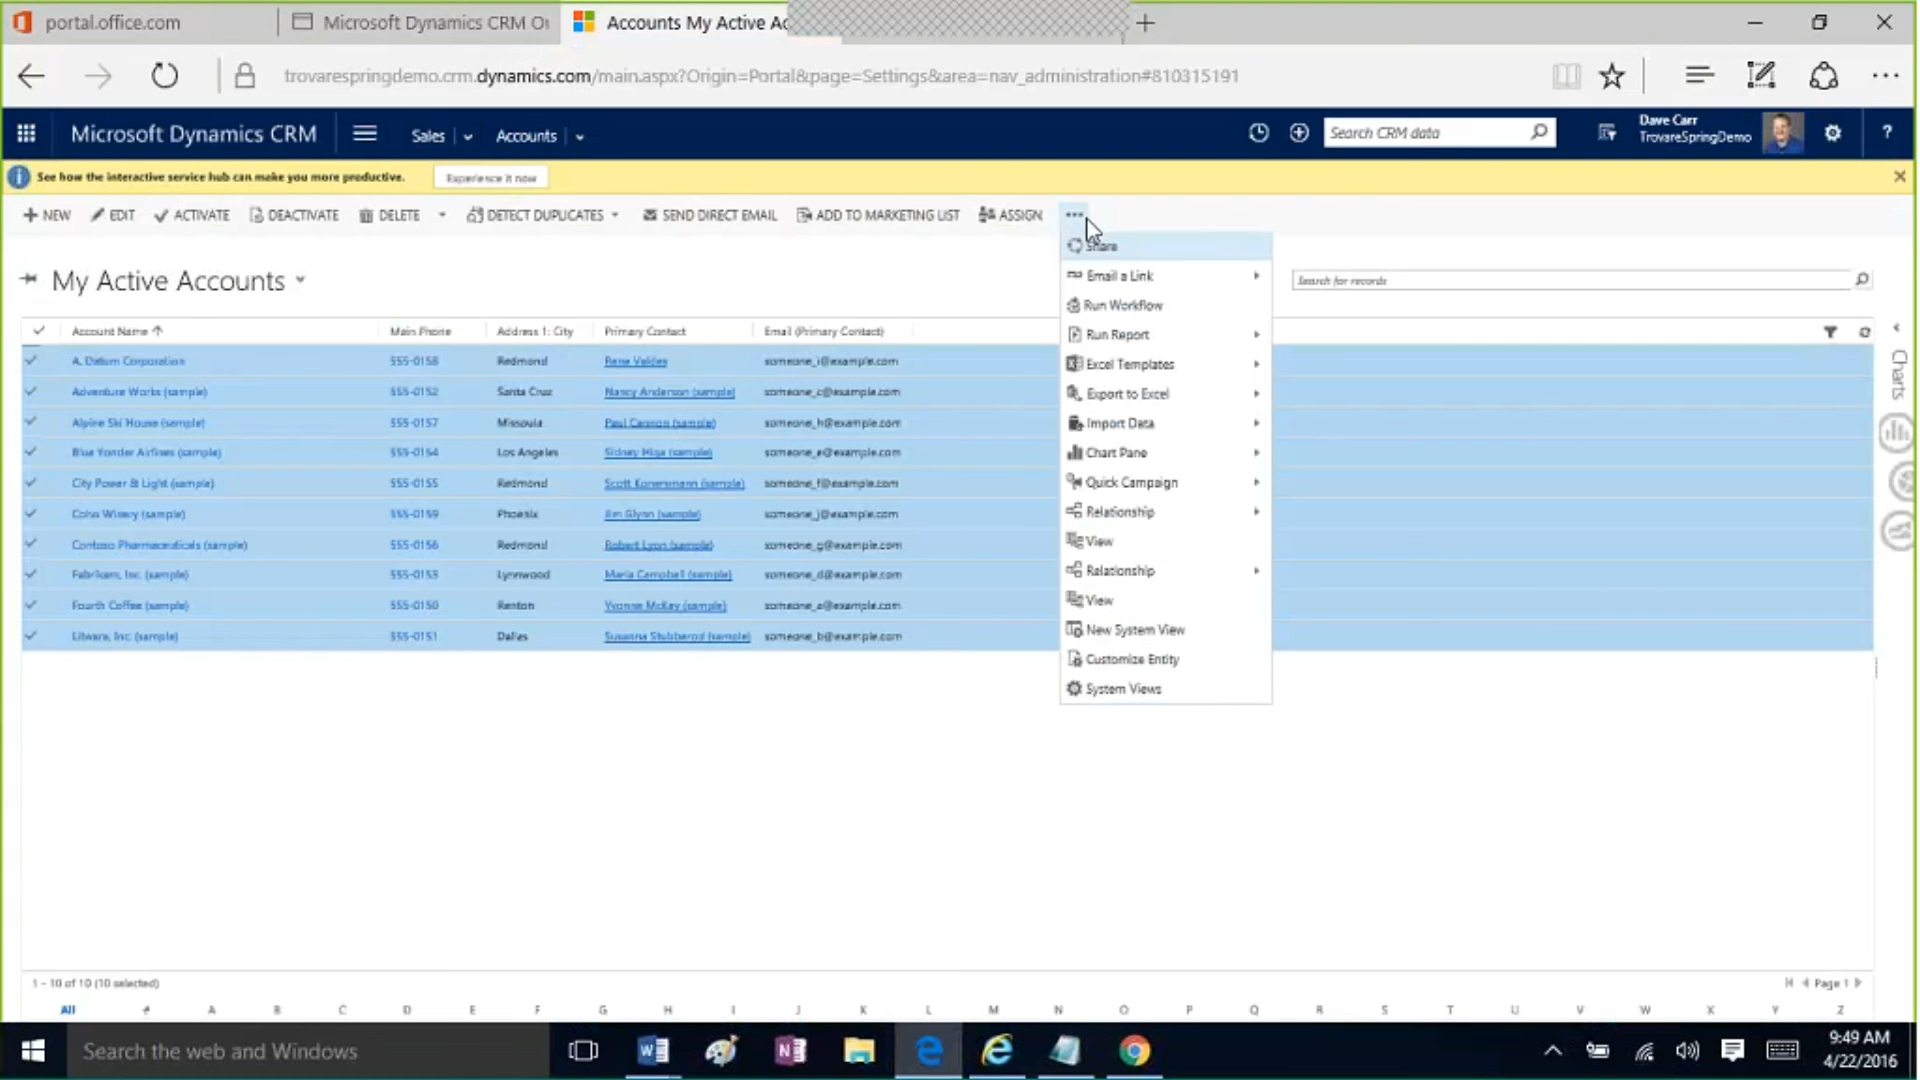 portal.office.com
Microsoft Dynamics CRM O
Accounts My Active Ac
trovarespringdemo.crm.dynamics.com/main.aspx?Origin=Portal&page=Settings&area=nav_administration#810315191
Microsoft Dynamics CRM
Sales
Accounts
Search CRM data
Dave Carr
TrovareSpringDemo
?
See how the interactive service hub can make you more productive.
Experience it now
NEW
EDIT
ACTIVATE
DEACTIVATE
DELETE
DETECT DUPLICATES
SEND DIRECT EMAIL
ADD TO MARKETING LIST
ASSIGN
Share
Email a Link
Run Workflow
Run Report
Excel Templates
Export to Excel
Import Data
Chart Pane
Quick Campaign
Relationship
View
Relationship
View
New System View
Customize Entity
System Views
My Active Accounts
Search for records
Account Name Main Phone Address 1: City Primary Contact Email (Primary Contact)
A. Datum Corporation 555-0158 Redmond Rene Valdes someone_i@example.com
Adventure Works (sample) 555-0152 Santa Cruz Nancy Anderson (sample) someone_c@example.com
Alpine Ski House (sample) 555-0157 Missoula Paul Cannon (sample) someone_h@example.com
Blue Yonder Airlines (sample) 555-0154 Los Angeles Sidney Higa (sample) someone_e@example.com
City Power & Light (sample) 555-0155 Redmond Scott Konersmann (sample) someone_f@example.com
Coho Winery (sample) 555-0159 Phoenix Jim Glynn (sample) someone_j@example.com
Contoso Pharmaceuticals (sample) 555-0156 Redmond Robert Lyon (sample) someone_g@example.com
Fabrikam, Inc. (sample) 555-0153 Lynnwood Maria Campbell (sample) someone_d@example.com
Fourth Coffee (sample) 555-0150 Renton Yvonne McKay (sample) someone_a@example.com
Litware, Inc. (sample) 555-0151 Dallas Susanna Stubberod (sample) someone_b@example.com
Charts
1 - 10 of 10 (10 selected)
Page 1
All # A B C D E F G H I J K L M N O P Q R S T U V W X Y Z
Search the web and Windows
9:49 AM
4/22/2016